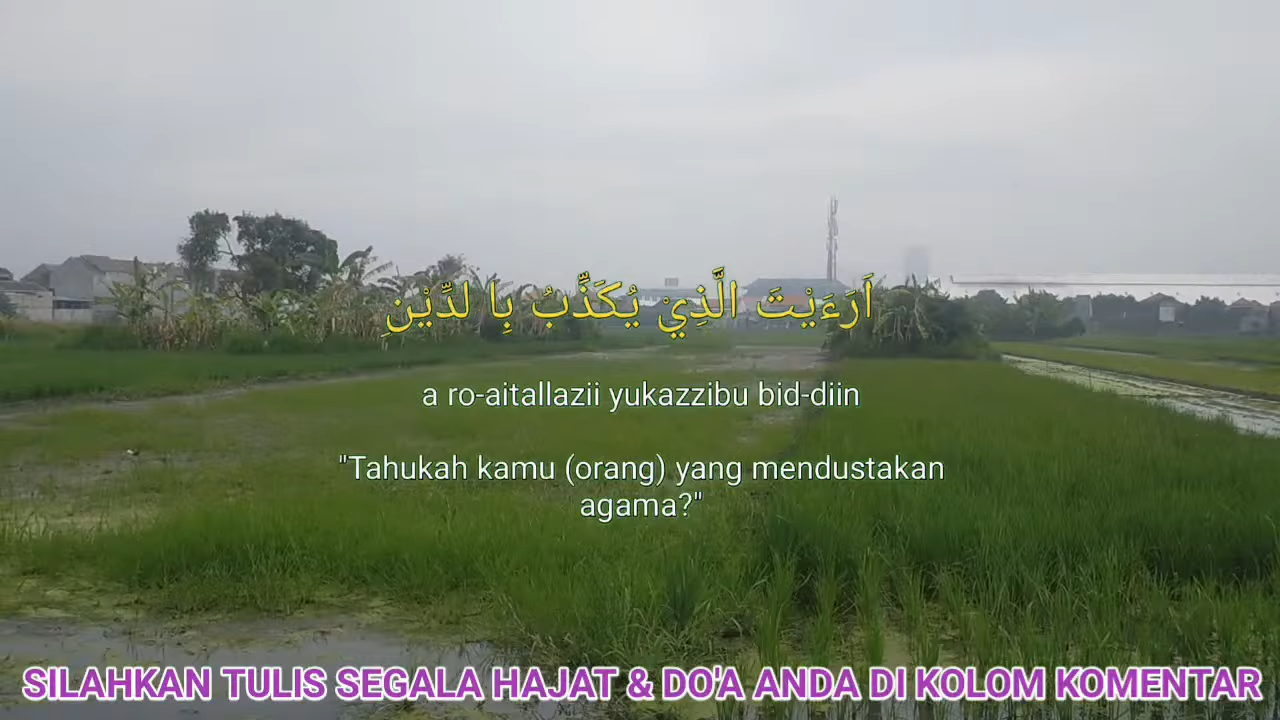 اَرَءَيْتَ الَّذِيْ يُكَذِّبُ بِا لدِّيْنِ
a ro-aitallazii yukazzibu bid-diin
"Tahukah kamu (orang) yang mendustakan
agama?"
SILAHKAN TULIS SEGALA HAJAT & DO'A ANDA DI KOLOM KOMENTAR